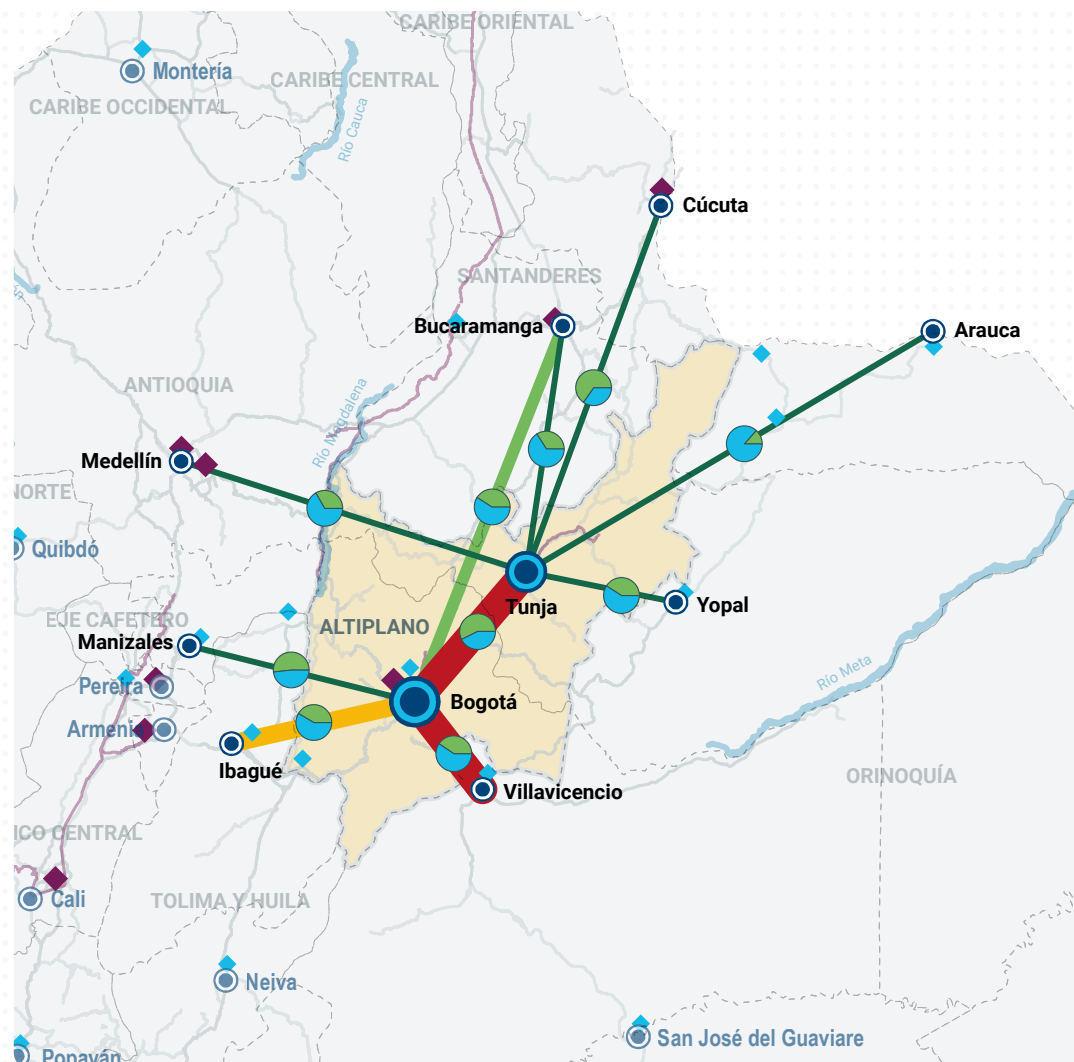 CARIBE ORIENTAL
Montería
CARIBE CENTRAL
CARIBE OCCIDENTAL
Río Cauca
Cúcuta
SANTANDERES
Bucaramanga
Arauca
ANTIOQUIA
Río Magdalena
Medellín
NORTE
Quibdó
Tunja
Yopal
EJE CAFETERO
ALTIPLANO
Manizales
Río Meta
Pereira
Bogotá
Armenia
Ibagué
ORINOQUÍA
Villavicencio
ICO CENTRAL
Cali
TOLIMA Y HUILA
Neiva
San José del Guaviare
Popayán